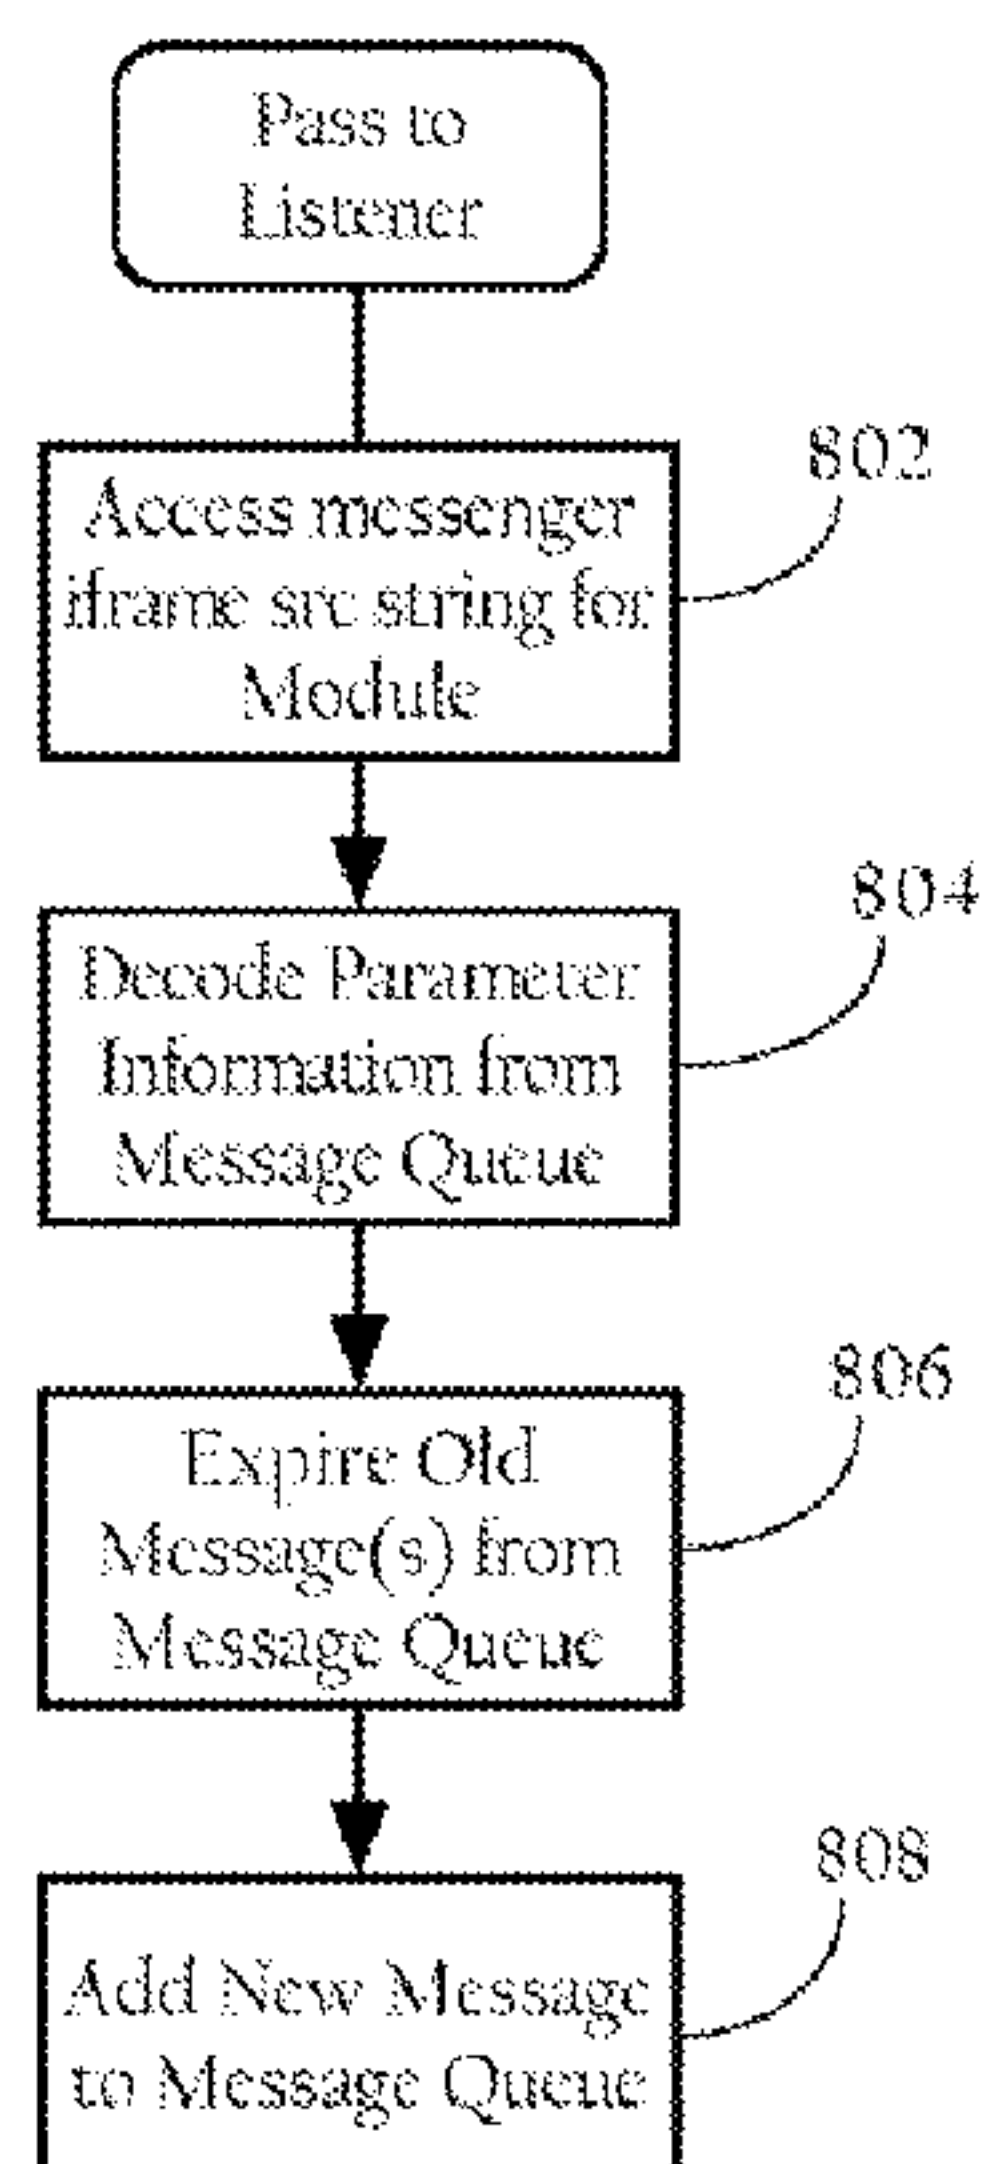 Pass to
Listener
802
Access messenger
iframe src string for
Module
804
Decode Parameter
Information from
Message Queue
806
Expire Old
Message(s) from
Message Queue
808
Add New Message
to Message Queue